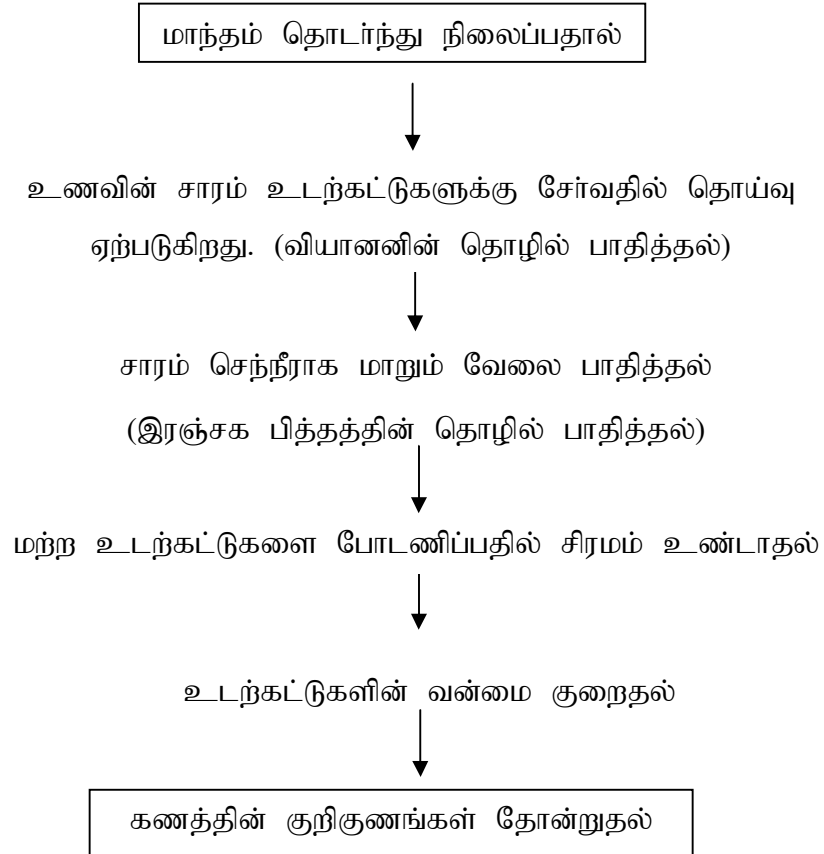 மாந்தம் தொடர்ந்து நிலைப்பதால்
உணவின் சாரம் உடற்கட்டுகளுக்கு சேர்வதில் தொய்வு
ஏற்படுகிறது. (வியானனின் தொழில் பாதித்தல்)
சாரம் செந்நீராக மாறும் வேலை பாதித்தல்
(இரஞ்சக பித்தத்தின் தொழில் பாதித்தல்)
மற்ற உடற்கட்டுகளை போடணிப்பதில் சிரமம் உண்டாதல்
உடற்கட்டுகளின் வன்மை குறைதல்
கணத்தின் குறிகுணங்கள் தோன்றுதல்